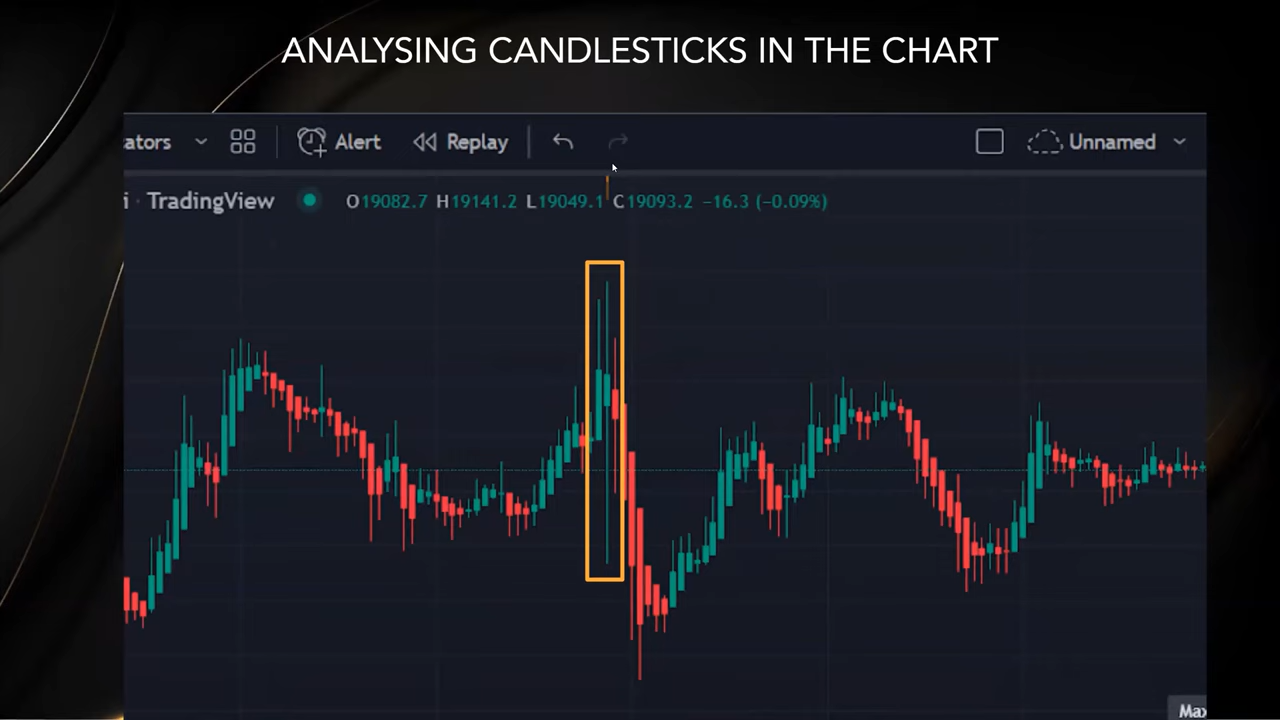 ANALYSING CANDLESTICKS IN THE CHART
ators Alert Replay Unnamed
i · TradingView O19082.7 H19141.2 L19049.1 C19093.2 −16.3 (−0.09%)
Max